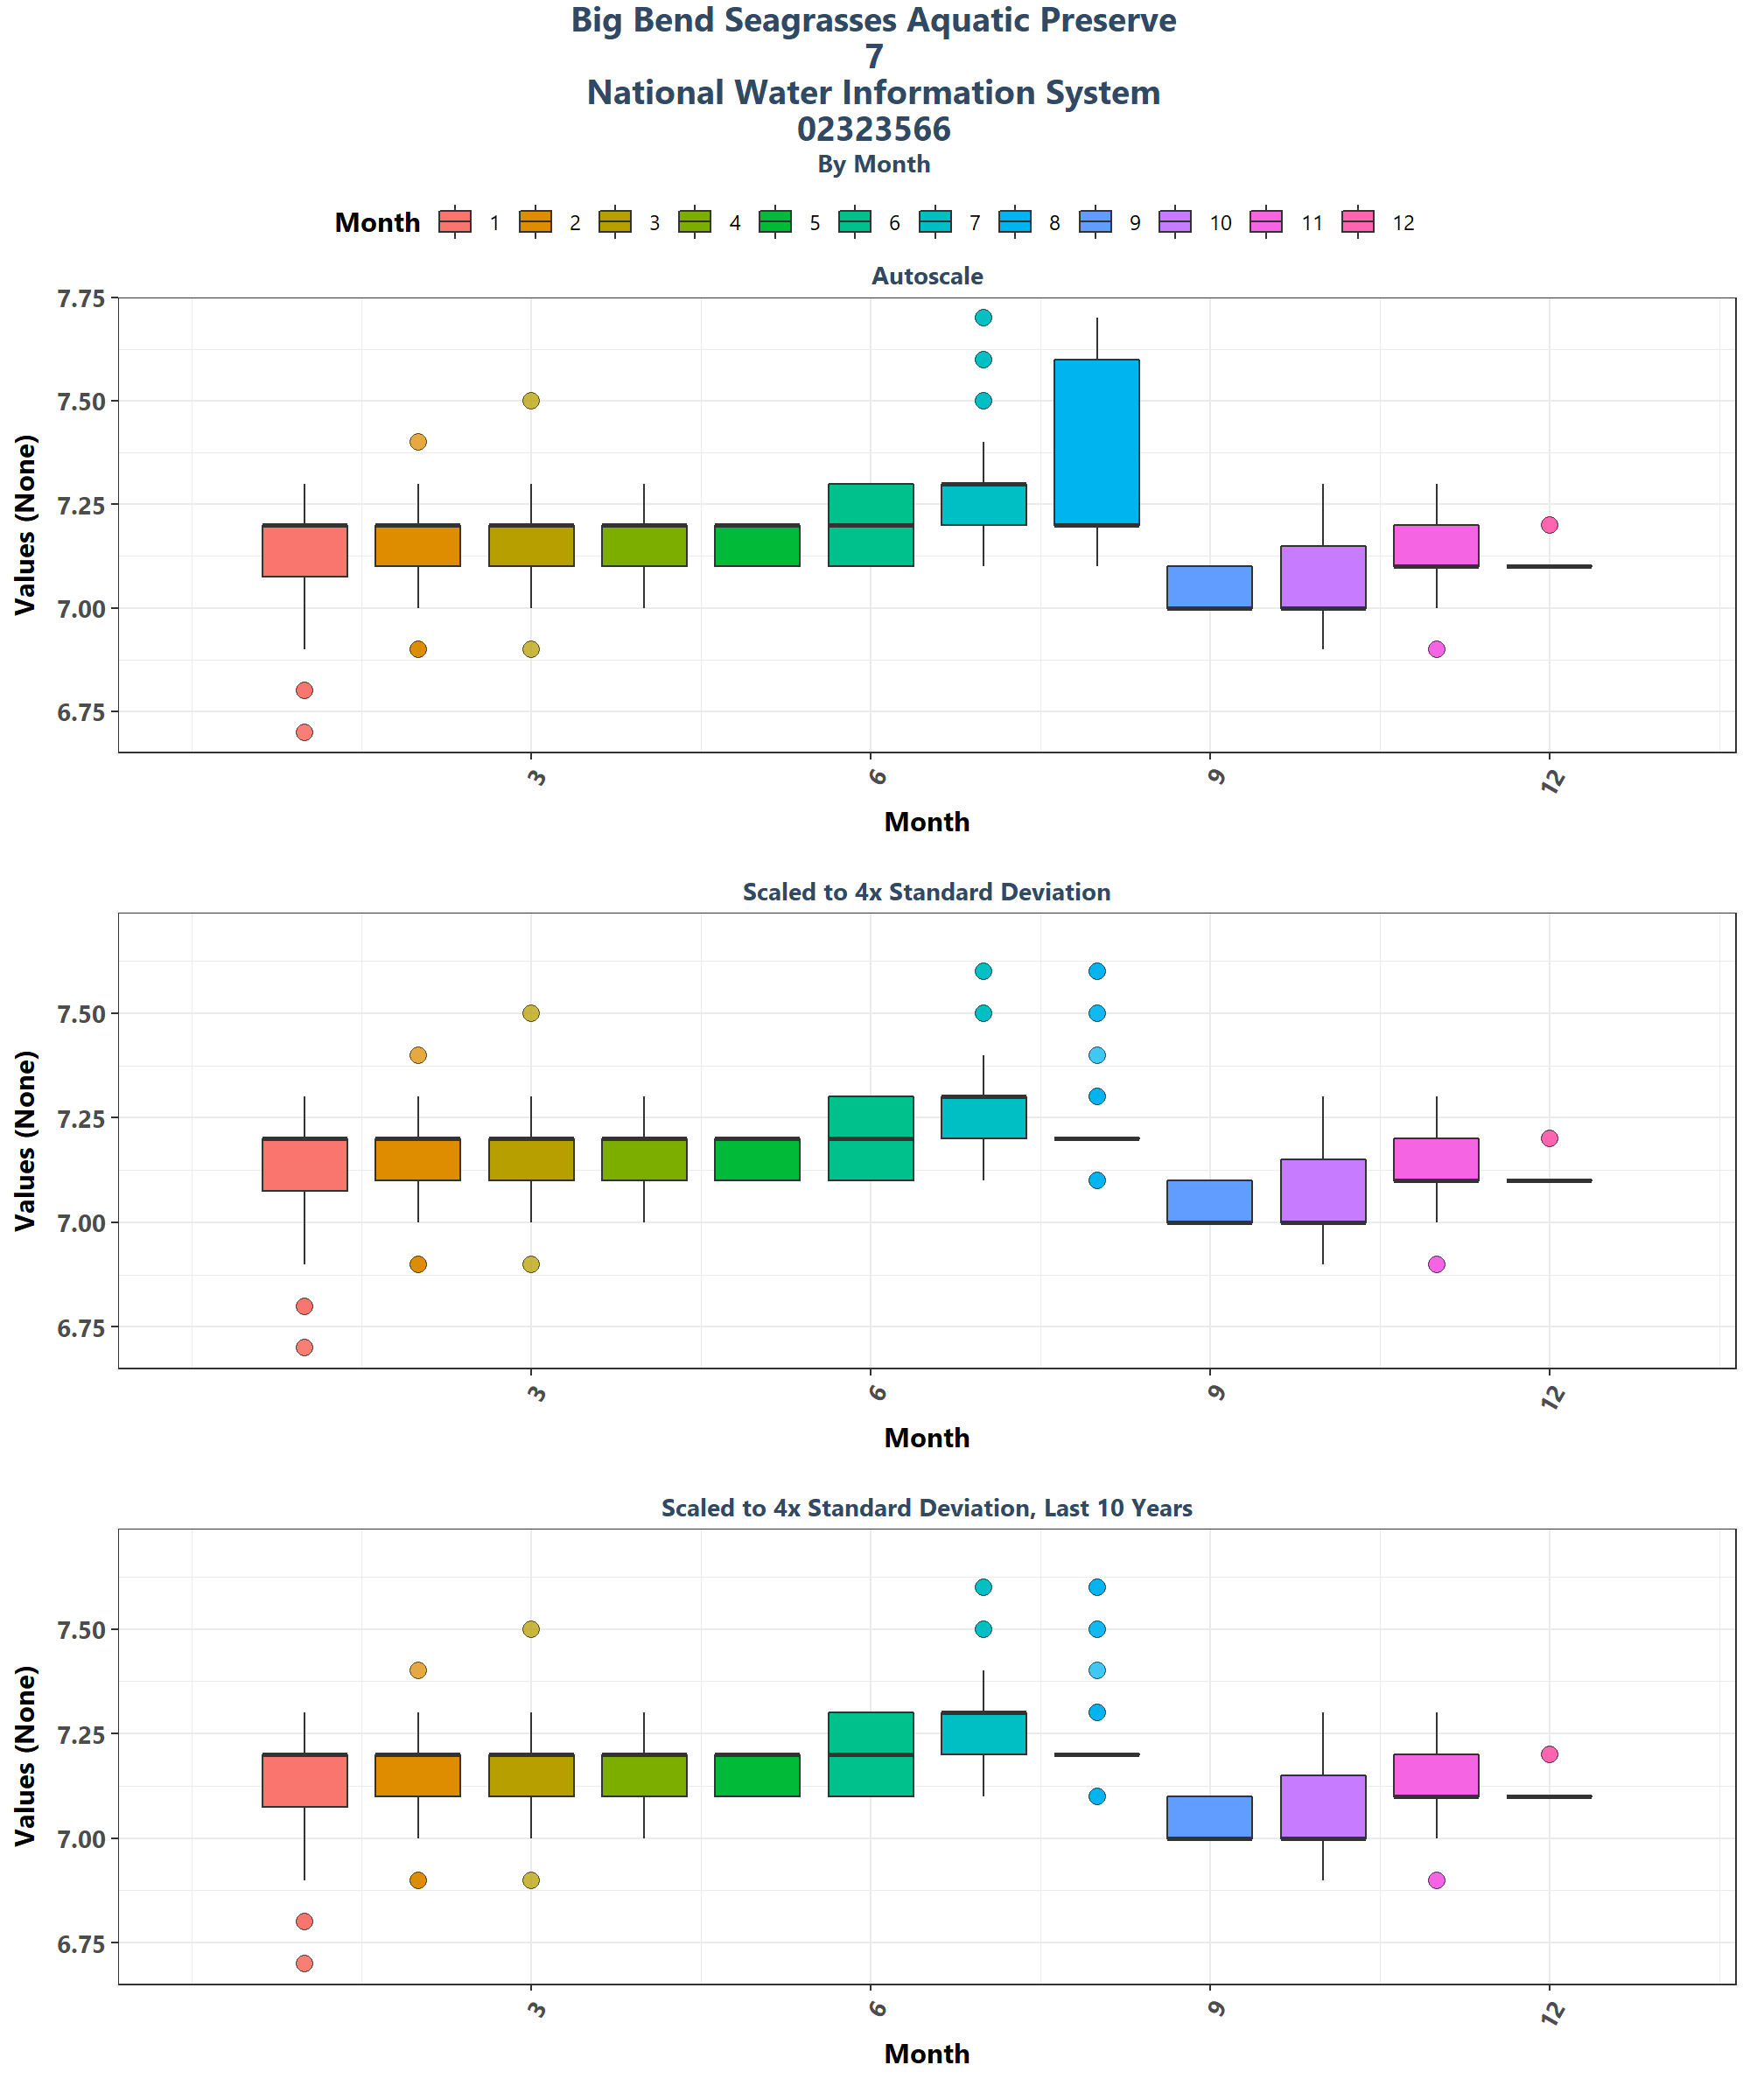 Big Bend Seagrasses Aquatic Preserve
7
National Water Information System
02323566
By Month
Month 1 2 3 4 5 6 7 8 9 10 11 12
Autoscale
7.75
7.50
7.25
7.00
6.75
Values (None)
3 6 9 12
Month
Scaled to 4x Standard Deviation
7.50
7.25
7.00
6.75
Values (None)
3 6 9 12
Month
Scaled to 4x Standard Deviation, Last 10 Years
7.50
7.25
7.00
6.75
Values (None)
3 6 9 12
Month